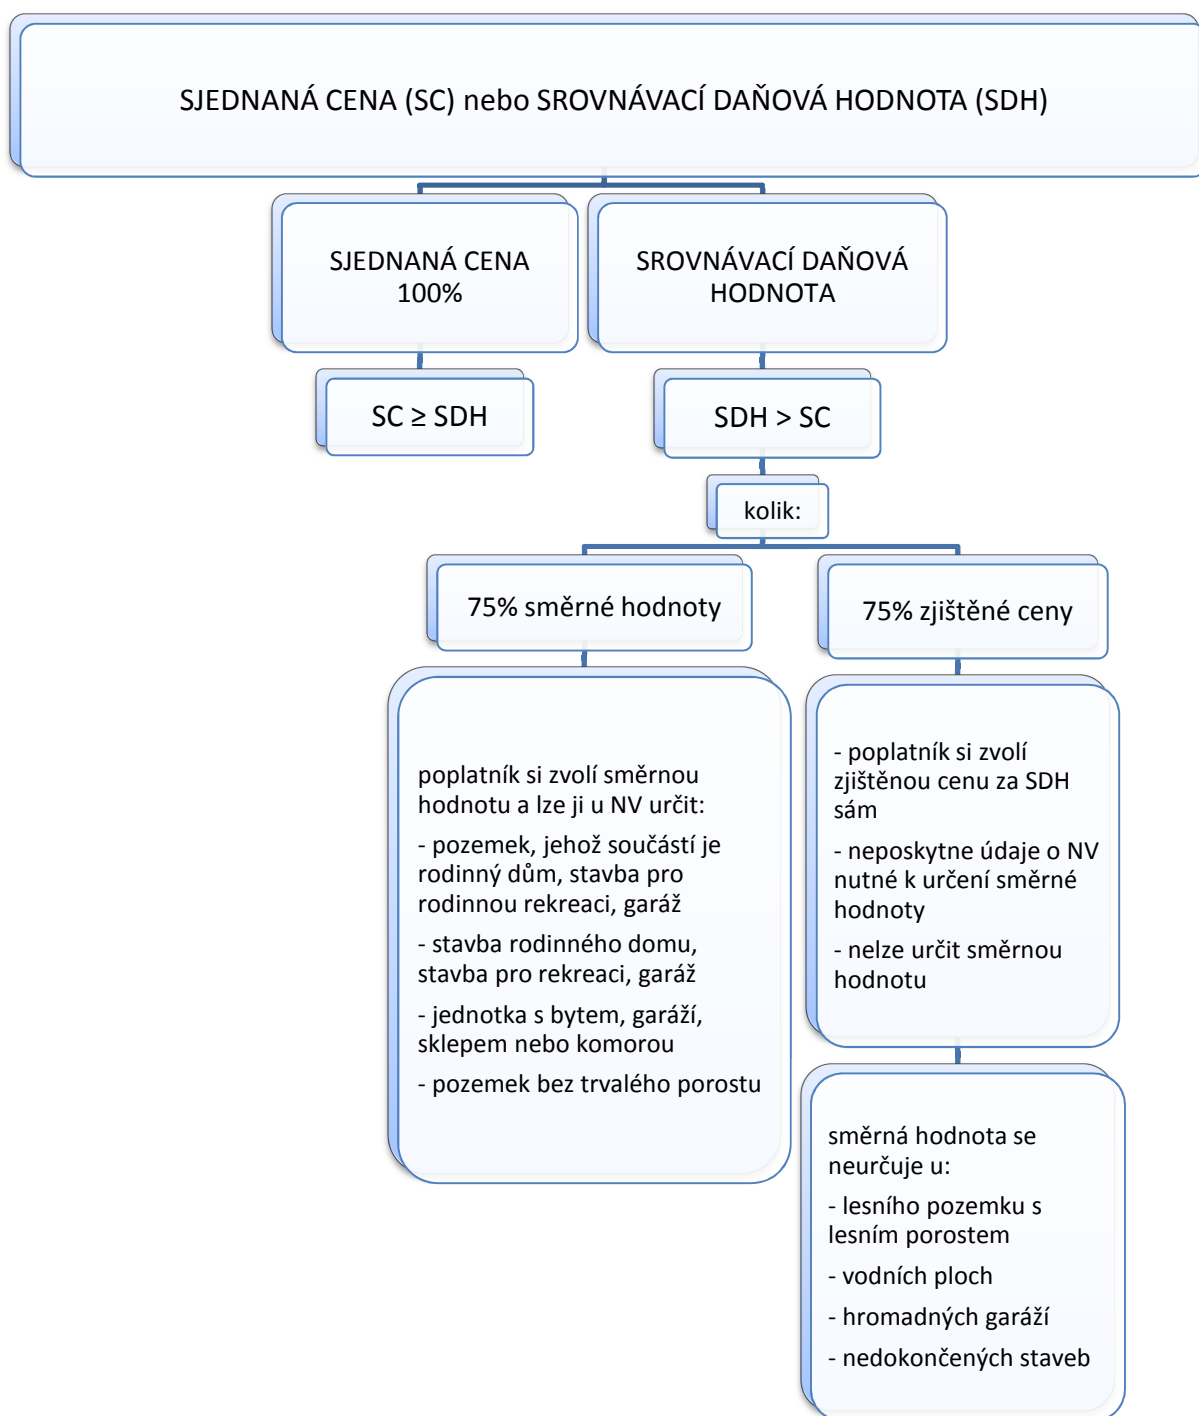 SJEDNANÁ CENA (SC) nebo SROVNÁVACÍ DAŇOVÁ HODNOTA (SDH)
SJEDNANÁ CENA
100%
SROVNÁVACÍ DAŇOVÁ
HODNOTA
SC ≥ SDH
SDH > SC
kolik:
75% směrné hodnoty
75% zjištěné ceny
poplatník si zvolí směrnou
hodnotu a lze ji u NV určit:
- pozemek, jehož součástí je
rodinný dům, stavba pro
rodinnou rekreaci, garáž
- stavba rodinného domu,
stavba pro rekreaci, garáž
- jednotka s bytem, garáží,
sklepem nebo komorou
- pozemek bez trvalého porostu
- poplatník si zvolí
zjištěnou cenu za SDH
sám
- neposkytne údaje o NV
nutné k určení směrné
hodnoty
- nelze určit směrnou
hodnotu
směrná hodnota se
neurčuje u:
- lesního pozemku s
lesním porostem
- vodních ploch
- hromadných garáží
- nedokončených staveb